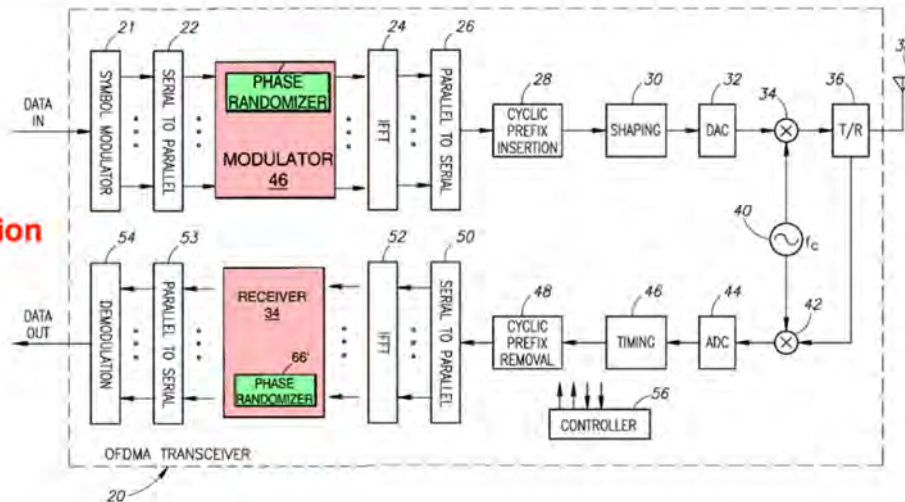 21
22
24
26
SYMBOL MODULATOR
SERIAL TO PARALLEL
PHASE
RANDOMIZER
MODULATOR
46
IFFT
PARALLEL TO SERIAL
DATA
IN
28
CYCLIC
PREFIX
INSERTION
30
SHAPING
32
DAC
34
36
T/R
40
fc
54
53
52
50
DEMODULATION
PARALLEL TO SERIAL
RECEIVER
34
66'
PHASE
RANDOMIZER
IFFT
SERIAL TO PARALLEL
DATA
OUT
48
CYCLIC
PREFIX
REMOVAL
46
TIMING
44
ADC
42
56
CONTROLLER
OFDMA TRANSCEIVER
20